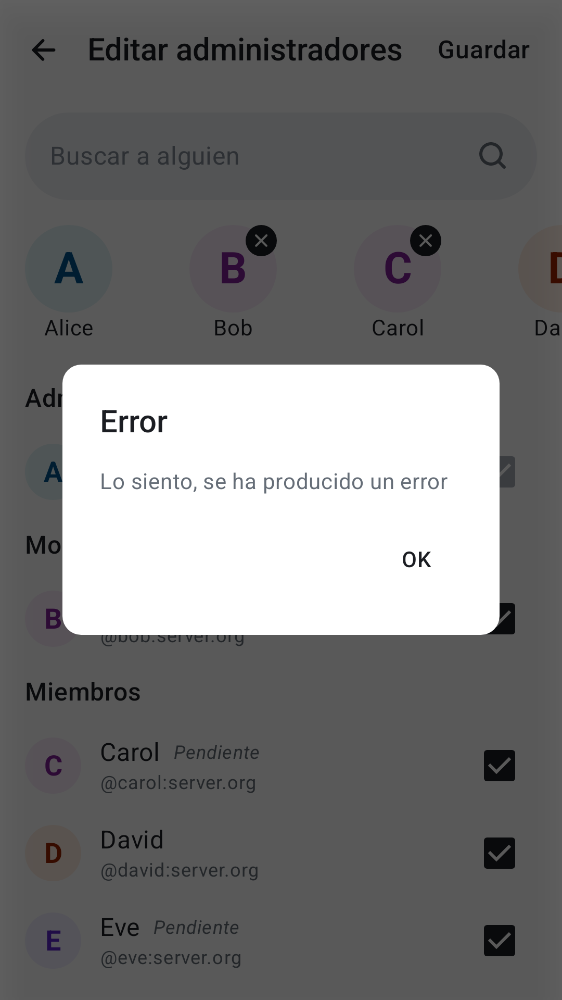 Editar administradores
Guardar
Buscar a alguien
A
B
C
D
Alice
Bob
Carol
Da
Adr
Error
A
Lo siento, se ha producido un error
Mo
OK
B
@bob:server.org
Miembros
C
Carol Pendiente
@carol:server.org
D
David
@david:server.org
E
Eve Pendiente
@eve:server.org